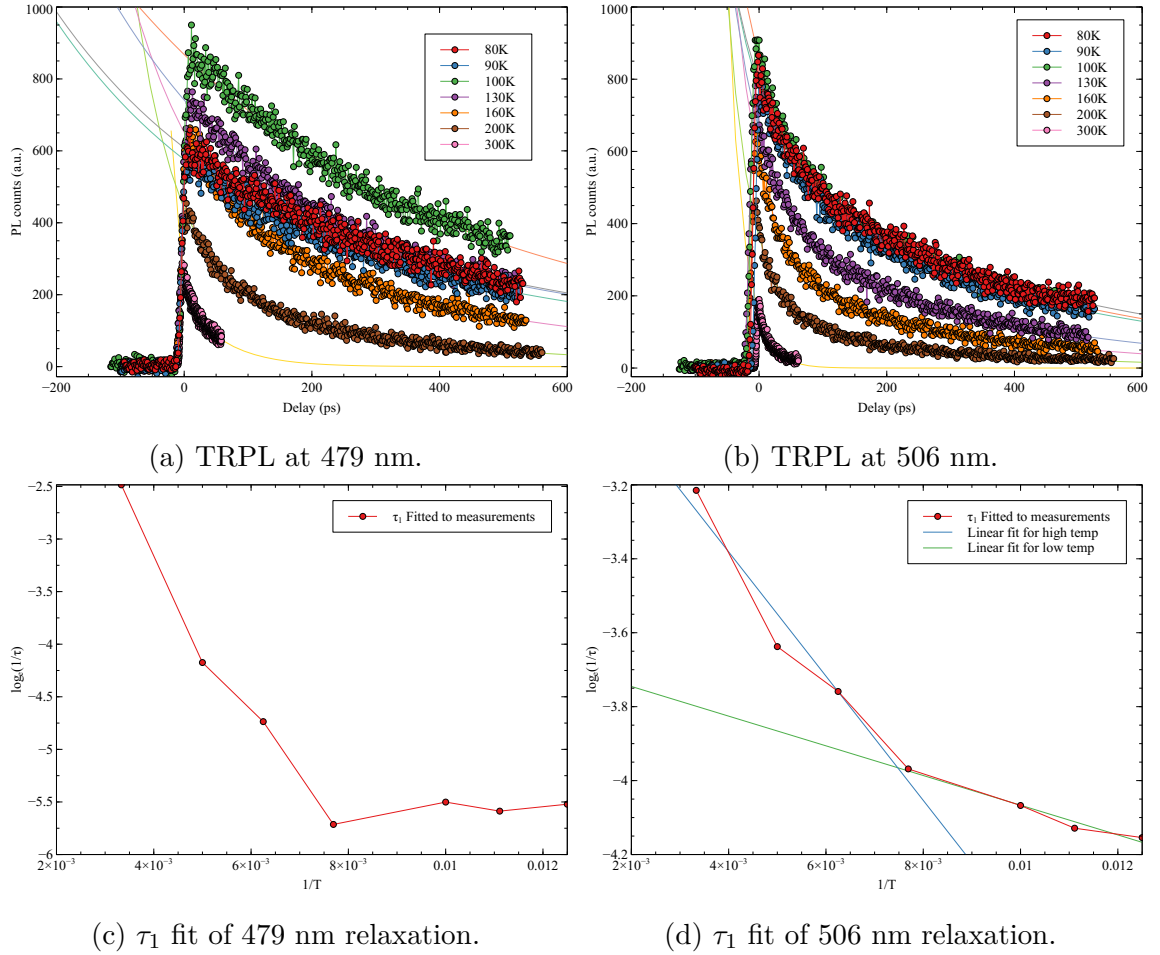 1000
800
600
400
200
0
PL counts (a.u.)
80K
90K
100K
130K
160K
200K
300K
−200 0 200 400 600
Delay (ps)
(a) TRPL at 479 nm.
1000
800
600
400
200
0
PL counts (a.u.)
80K
90K
100K
130K
160K
200K
300K
−200 0 200 400 600
Delay (ps)
(b) TRPL at 506 nm.
−2.5
−3
−3.5
−4
−4.5
−5
−5.5
−6
τ₁ Fitted to measurements
2×10⁻³ 4×10⁻³ 6×10⁻³ 8×10⁻³ 0.01 0.012
1/T
(c) τ₁ fit of 479 nm relaxation.
−3.2
−3.4
−3.6
−3.8
−4
−4.2
τ₁ Fitted to measurements
Linear fit for high temp
Linear fit for low temp
2×10⁻³ 4×10⁻³ 6×10⁻³ 8×10⁻³ 0.01 0.012
1/T
(d) τ₁ fit of 506 nm relaxation.